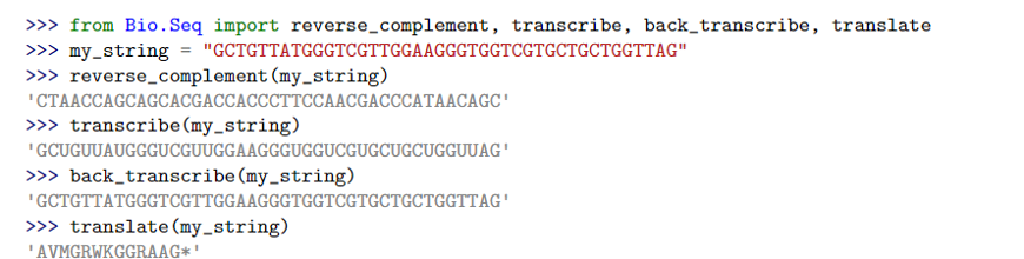 >>> from Bio.Seq import reverse_complement, transcribe, back_transcribe, translate
>>> my_string = "GCTGTTATGGGTCGTTGGAAGGGTGGTCGTGCTGCTGGTTAG"
>>> reverse_complement(my_string)
'CTAACCAGCAGCACGACCACCCTTCCAACGACCCATAACAGC'
>>> transcribe(my_string)
'GCUGUUAUGGGUCGUUGGAAGGGUGGUCGUGCUGCUGGUUAG'
>>> back_transcribe(my_string)
'GCTGTTATGGGTCGTTGGAAGGGTGGTCGTGCTGCTGGTTAG'
>>> translate(my_string)
'AVMGRWKGGRAAG*'